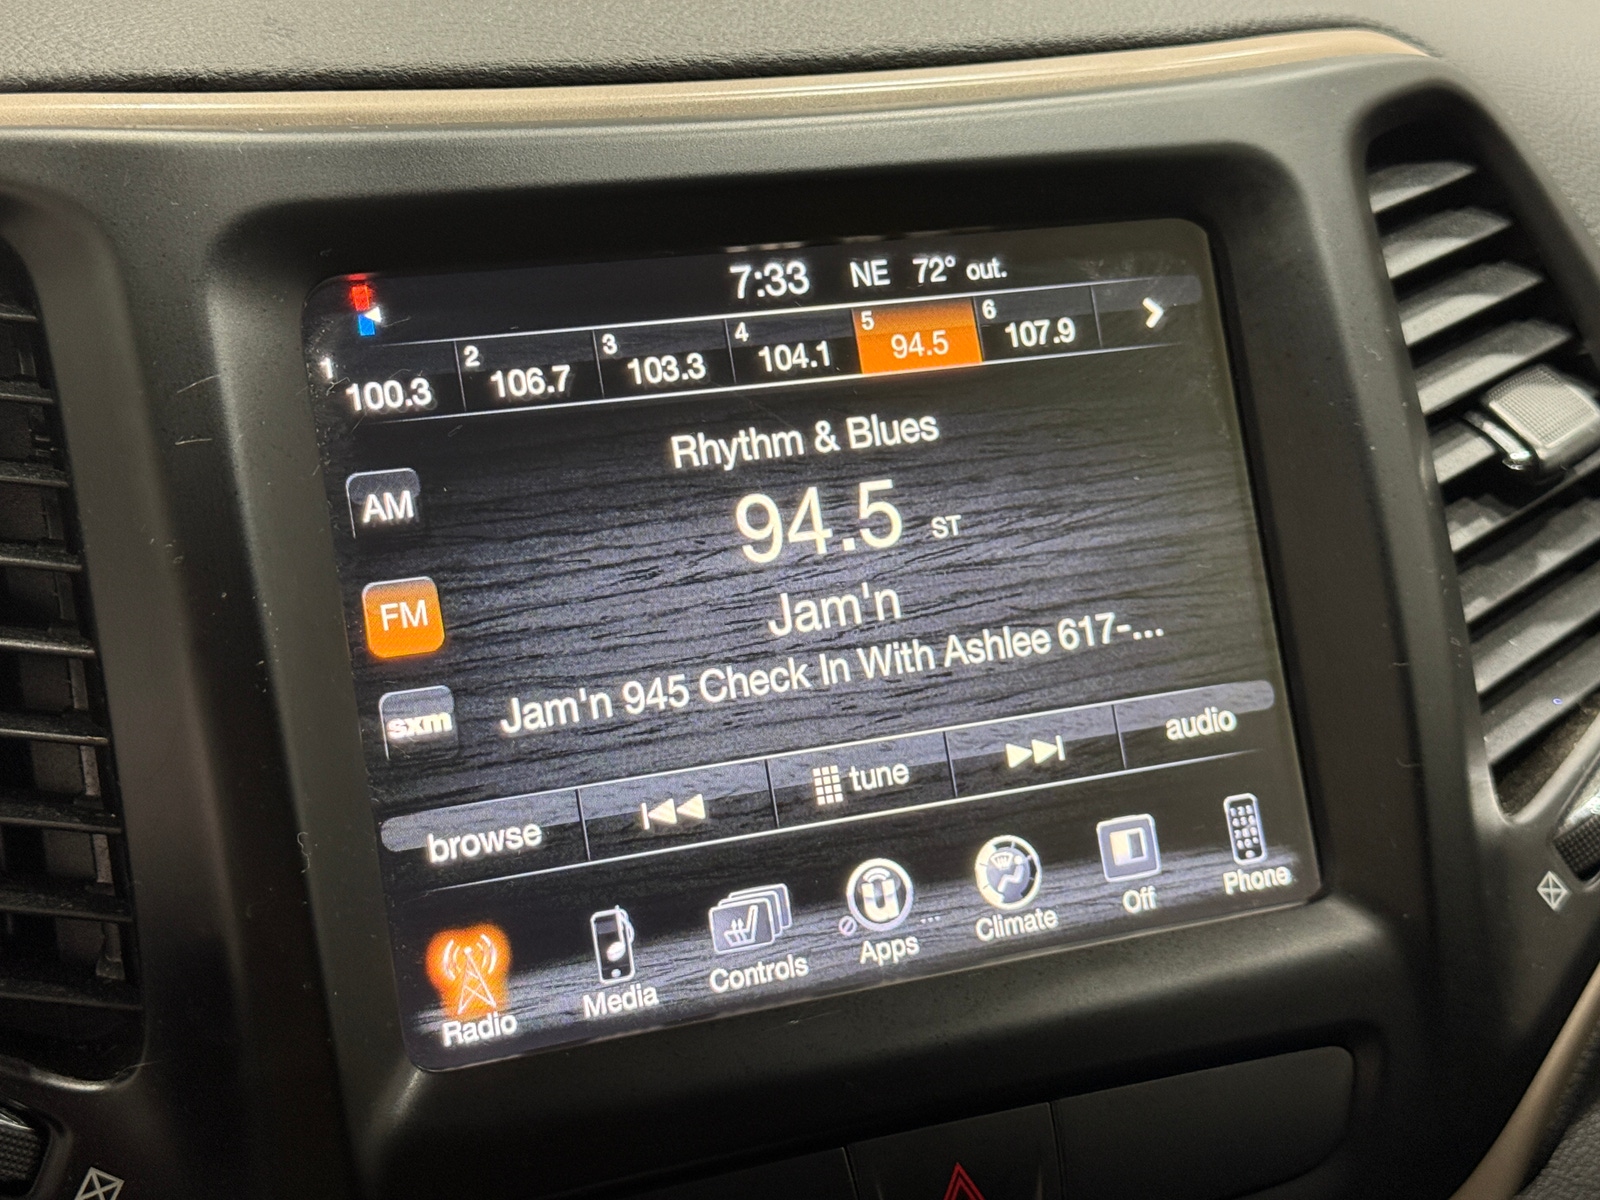 7:33 NE 72° out.
1 100.3 2 106.7 3 103.3 4 104.1 5 94.5 6 107.9
Rhythm & Blues
AM
94.5 ST
FM
Jam'n
sxm
Jam'n 945 Check In With Ashlee 617-...
browse tune audio
Radio Media Controls Apps ... Climate Off Phone